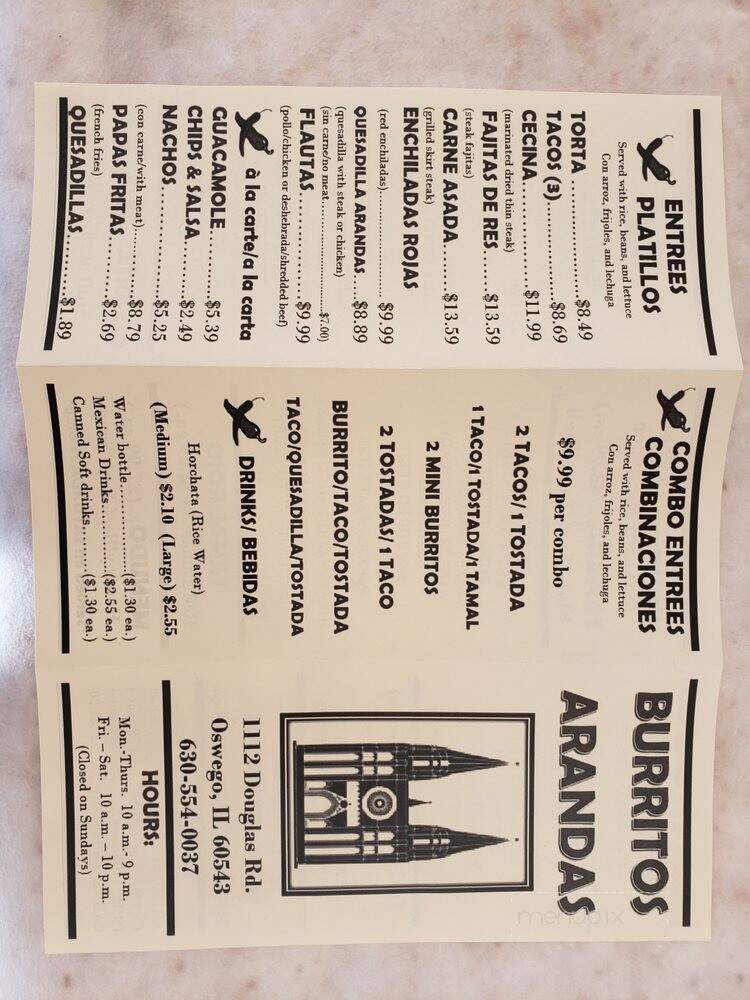 ENTREES
PLATILLOS
Served with rice, beans, and lettuce
Con arroz, frijoles, and lechuga
TORTA ....................$8.49
TACOS (3)....................$8.69
CECINA....................$11.99
(marinated dried thin steak)
FAJITAS DE RES......$13.59
(steak fajitas)
CARNE ASADA ........$13.59
(grilled skirt steak)
ENCHILADAS ROJAS
(red enchiladas)....................$9.99
QUESADILLA ARANDAS ....$8.89
(quesadilla with steak or chicken)
(sin carne/no meat....................$7.00)
FLAUTAS....................$9.99
(pollo/chicken or deshebrada/shredded beef)
à la carte/a la carta
GUACAMOLE..........$5.39
CHIPS & SALSA........$2.49
NACHOS....................$5.25
(con carne/with meat)..........$8.79
PAPAS FRITAS..........$2.69
(french fries)
QUESADILLAS..........$1.89
COMBO ENTREES
COMBINACIONES
Served with rice, beans, and lettuce
Con arroz, frijoles, and lechuga
$9.99 per combo
2 TACOS/ 1 TOSTADA
1 TACO/1 TOSTADA/1 TAMAL
2 MINI BURRITOS
2 TOSTADAS/ 1 TACO
BURRITO/TACO/TOSTADA
TACO/QUESADILLA/TOSTADA
DRINKS/ BEBIDAS
Horchata (Rice Water)
(Medium) $2.10 (Large) $2.55
Water bottle....................($1.30 ea.)
Mexican Drinks...............($2.55 ea.)
Canned Soft drinks..........($1.30 ea.)
BURRITOS
ARANDAS
1112 Douglas Rd.
Oswego, IL 60543
630-554-0037
HOURS:
Mon.-Thurs. 10 a.m.- 9 p.m.
Fri. – Sat. 10 a.m. – 10 p.m.
(Closed on Sundays)
menupix